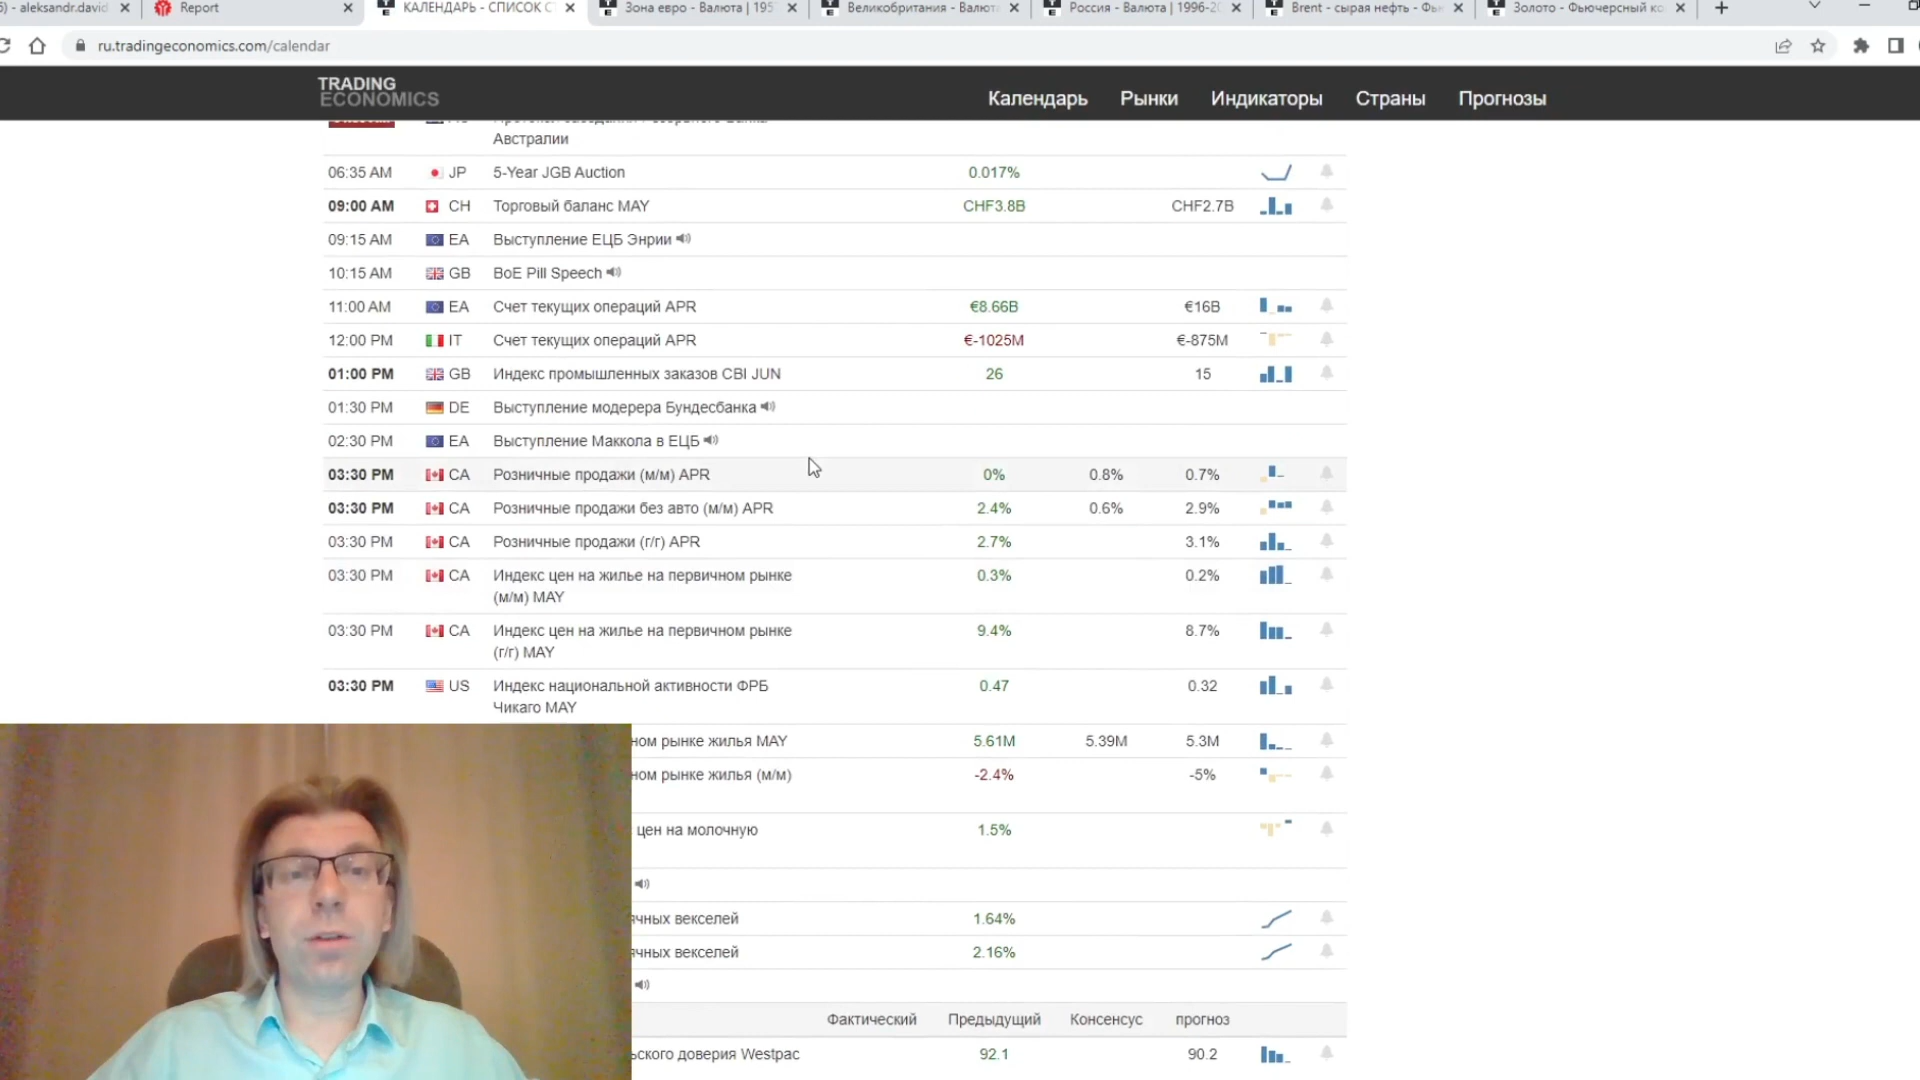 5) - aleksandr.david
Report
КАЛЕНДАРЬ - СПИСОК С
Зона евро - Валюта | 195
Великобритания - Валюта
Россия - Валюта | 1996-2
Brent - сырая нефть - Фью
Золото - Фьючерсный ко
ru.tradingeconomics.com/calendar
TRADING
ECONOMICS
Календарь Рынки Индикаторы Страны Прогнозы
Австралии
06:35 AM JP 5-Year JGB Auction 0.017%
09:00 AM CH Торговый баланс MAY CHF3.8B CHF2.7B
09:15 AM EA Выступление ЕЦБ Энрии
10:15 AM GB BoE Pill Speech
11:00 AM EA Счет текущих операций APR €8.66B €16B
12:00 PM IT Счет текущих операций APR €-1025M €-875M
01:00 PM GB Индекс промышленных заказов CBI JUN 26 15
01:30 PM DE Выступление модерера Бундесбанка
02:30 PM EA Выступление Маккола в ЕЦБ
03:30 PM CA Розничные продажи (м/м) APR 0% 0.8% 0.7%
03:30 PM CA Розничные продажи без авто (м/м) APR 2.4% 0.6% 2.9%
03:30 PM CA Розничные продажи (г/г) APR 2.7% 3.1%
03:30 PM CA Индекс цен на жилье на первичном рынке 0.3% 0.2%
(м/м) MAY
03:30 PM CA Индекс цен на жилье на первичном рынке 9.4% 8.7%
(г/г) MAY
03:30 PM US Индекс национальной активности ФРБ 0.47 0.32
Чикаго MAY
ном рынке жилья MAY 5.61M 5.39M 5.3M
ном рынке жилья (м/м) -2.4% -5%
цен на молочную 1.5%
ячных векселей 1.64%
ячных векселей 2.16%
Фактический Предыдущий Консенсус прогноз
ьского доверия Westpac 92.1 90.2